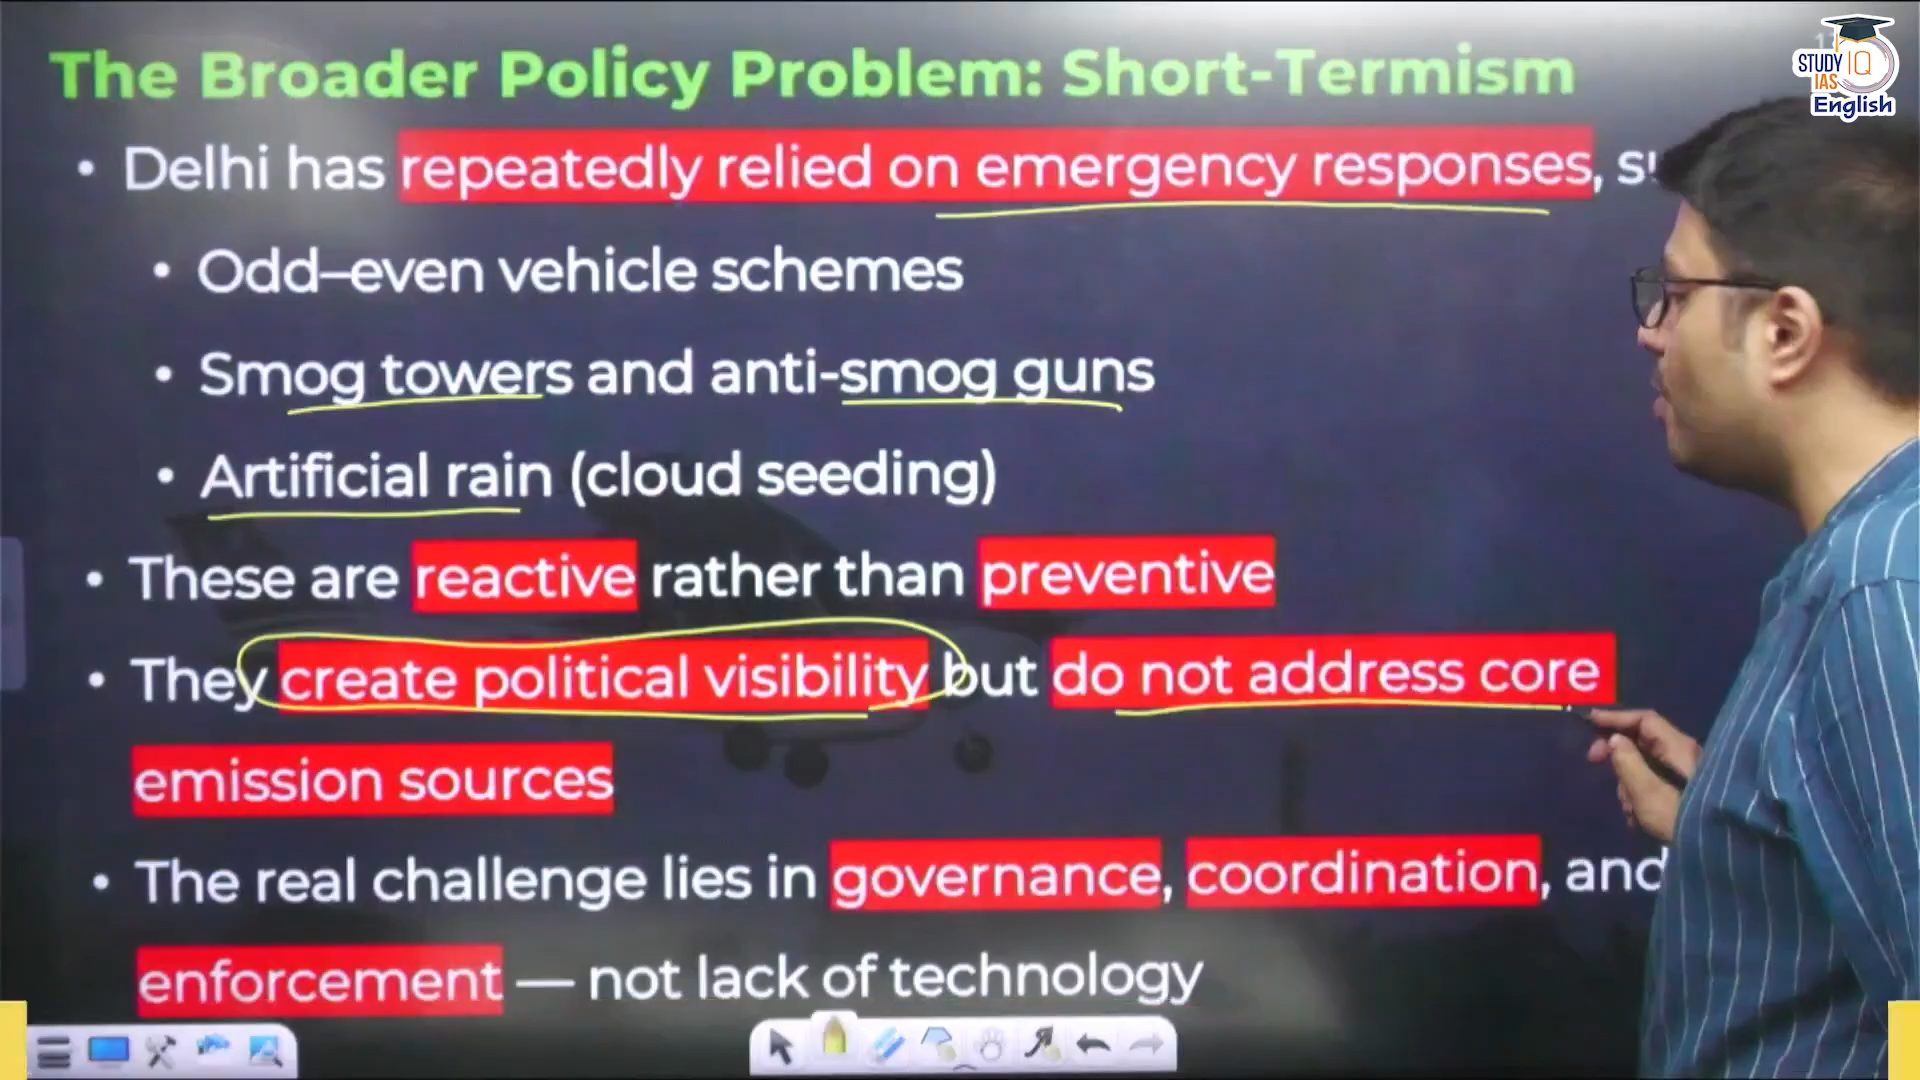 The Broader Policy Problem: Short-Termism
• Delhi has repeatedly relied on emergency responses,
• Odd–even vehicle schemes
• Smog towers and anti-smog guns
• Artificial rain (cloud seeding)
• These are reactive rather than preventive
• They create political visibility but do not address core
emission sources
• The real challenge lies in governance, coordination, and
enforcement — not lack of technology
STUDY IQ
IAS
English